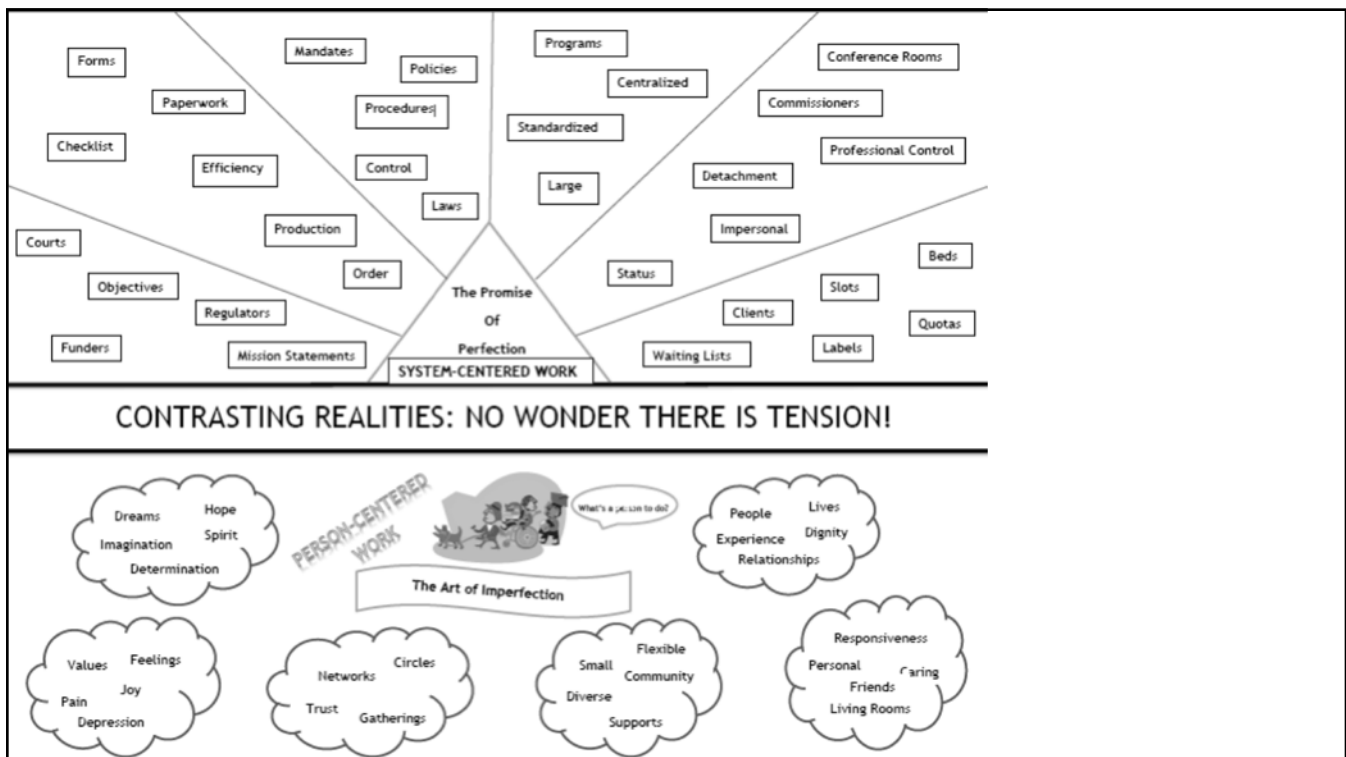 Forms
Paperwork
Checklist
Efficiency
Production
Order
Mandates
Policies
Procedures
Control
Laws
Programs
Centralized
Standardized
Large
Conference Rooms
Commissioners
Professional Control
Detachment
Impersonal
Status
Courts
Objectives
Regulators
Funders
Mission Statements
The Promise
Of
Perfection
SYSTEM-CENTERED WORK
Beds
Slots
Clients
Quotas
Labels
Waiting Lists
CONTRASTING REALITIES: NO WONDER THERE IS TENSION!
Dreams
Hope
Imagination
Spirit
Determination
PERSON-CENTERED
WORK
What's a person to do?
The Art of Imperfection
People
Lives
Experience
Dignity
Relationships
Values
Feelings
Joy
Pain
Depression
Networks
Circles
Trust
Gatherings
Flexible
Small
Community
Diverse
Supports
Responsiveness
Personal
Caring
Friends
Living Rooms